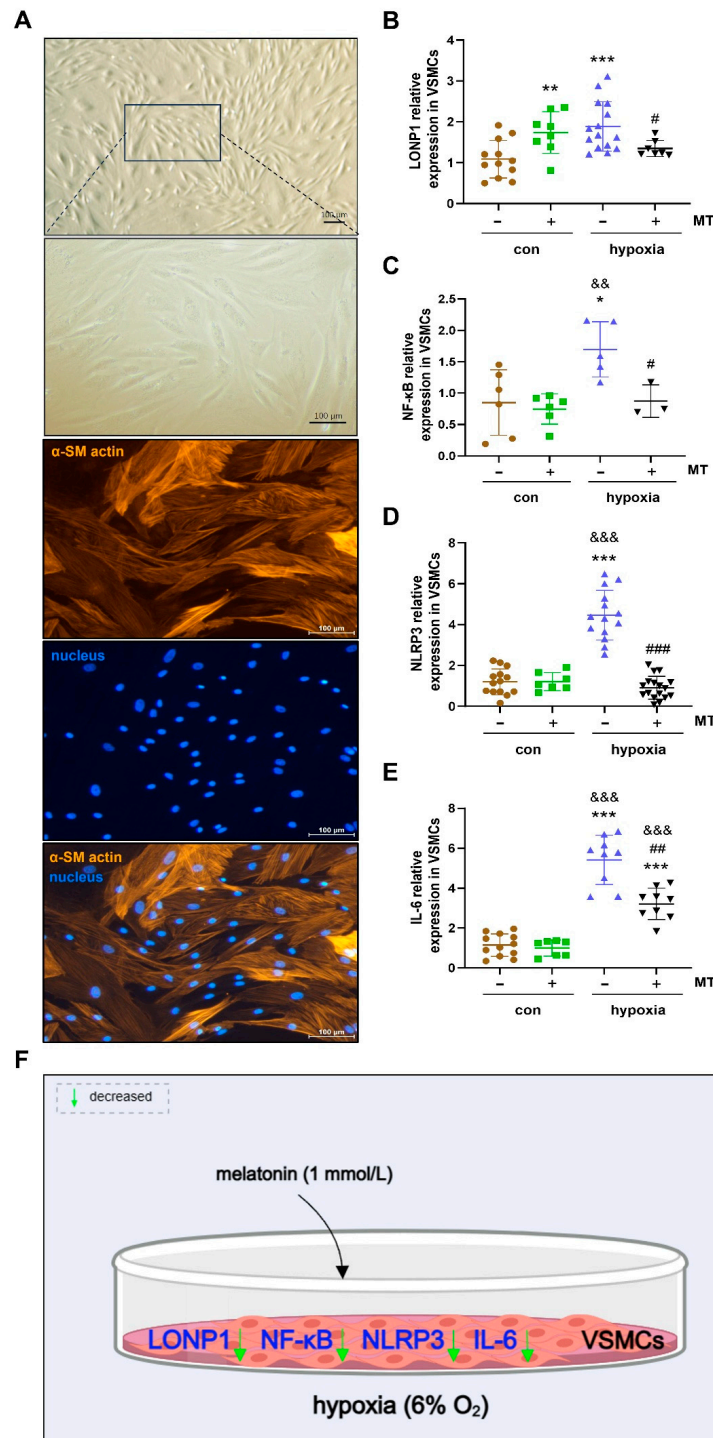 A
100 μm
100 μm
α-SM actin
100 μm
nucleus
100 μm
α-SM actin
nucleus
100 μm
B
LONP1 relative
expression in VSMCs
4
3
2
1
0
**
***
#
– + – + MT
con hypoxia
C
NF-κB relative
expression in VSMCs
2.5
2.0
1.5
1.0
0.5
0.0
&&
*
#
– + – + MT
con hypoxia
D
NLRP3 relative
expression in VSMCs
8
6
4
2
0
&&&
***
###
– + – + MT
con hypoxia
E
IL-6 relative
expression in VSMCs
8
6
4
2
0
&&&
***
&&&
##
***
– + – + MT
con hypoxia
F
decreased
melatonin (1 mmol/L)
LONP1 NF-κB NLRP3 IL-6 VSMCs
hypoxia (6% O₂)